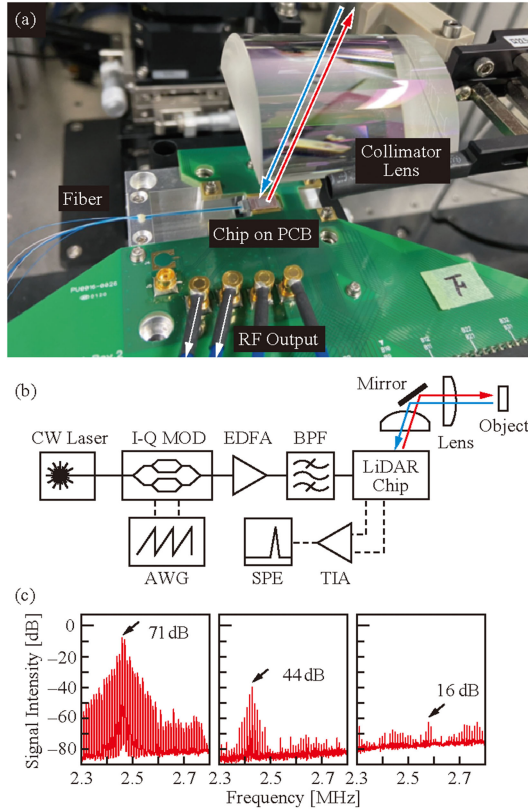 (a)
Collimator
Lens
Fiber
Chip on PCB
RF Output
(b)
Mirror
Object
Lens
CW Laser
I-Q MOD
EDFA
BPF
LiDAR
Chip
AWG
SPE
TIA
(c)
Signal Intensity [dB]
0
−20
−40
−60
−80
71 dB
44 dB
16 dB
2.3 2.5 2.7 2.3 2.5 2.7 2.3 2.5 2.7
Frequency [MHz]